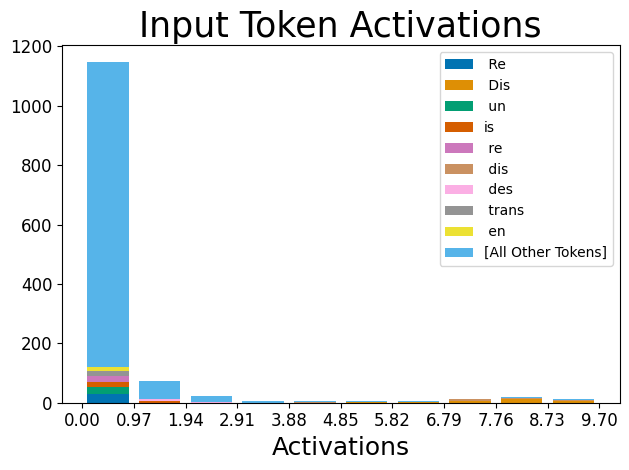 Input Token Activations
1200
1000
800
600
400
200
0
Re
Dis
un
is
re
dis
des
trans
en
[All Other Tokens]
0.00 0.97 1.94 2.91 3.88 4.85 5.82 6.79 7.76 8.73 9.70
Activations